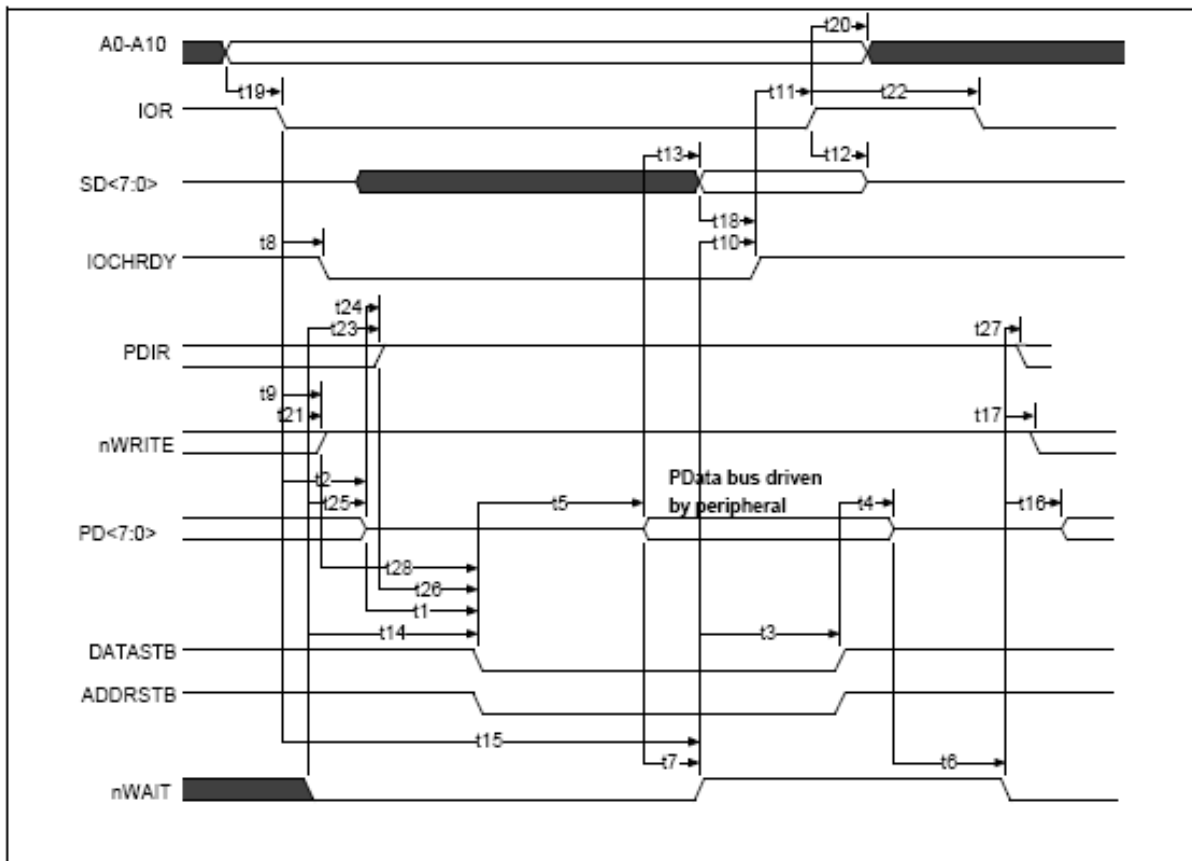 t20
A0-A10
t19
t11
t22
IOR
t13
t12
SD<7:0>
t18
t8
t10
IOCHRDY
t24
t23
t27
PDIR
t9
t21
t17
nWRITE
t2
PData bus driven
t25
t5
by peripheral
t4
t16
PD<7:0>
t28
t26
t1
t14
t3
DATASTB
ADDRSTB
t15
t7
t6
nWAIT